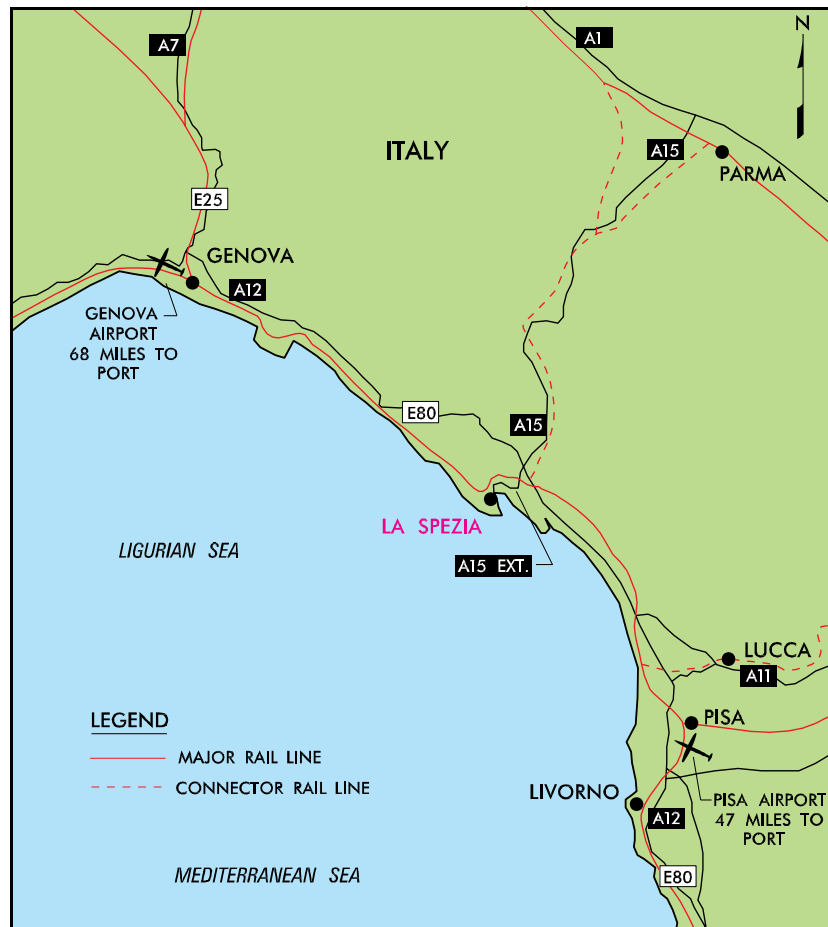 A7
A1
N
ITALY
A15
PARMA
E25
GENOVA
A12
GENOVA
AIRPORT
68 MILES TO
PORT
E80
A15
LA SPEZIA
LIGURIAN SEA
A15 EXT.
LUCCA
A11
LEGEND
PISA
MAJOR RAIL LINE
CONNECTOR RAIL LINE
LIVORNO
PISA AIRPORT
47 MILES TO
PORT
A12
MEDITERRANEAN SEA
E80